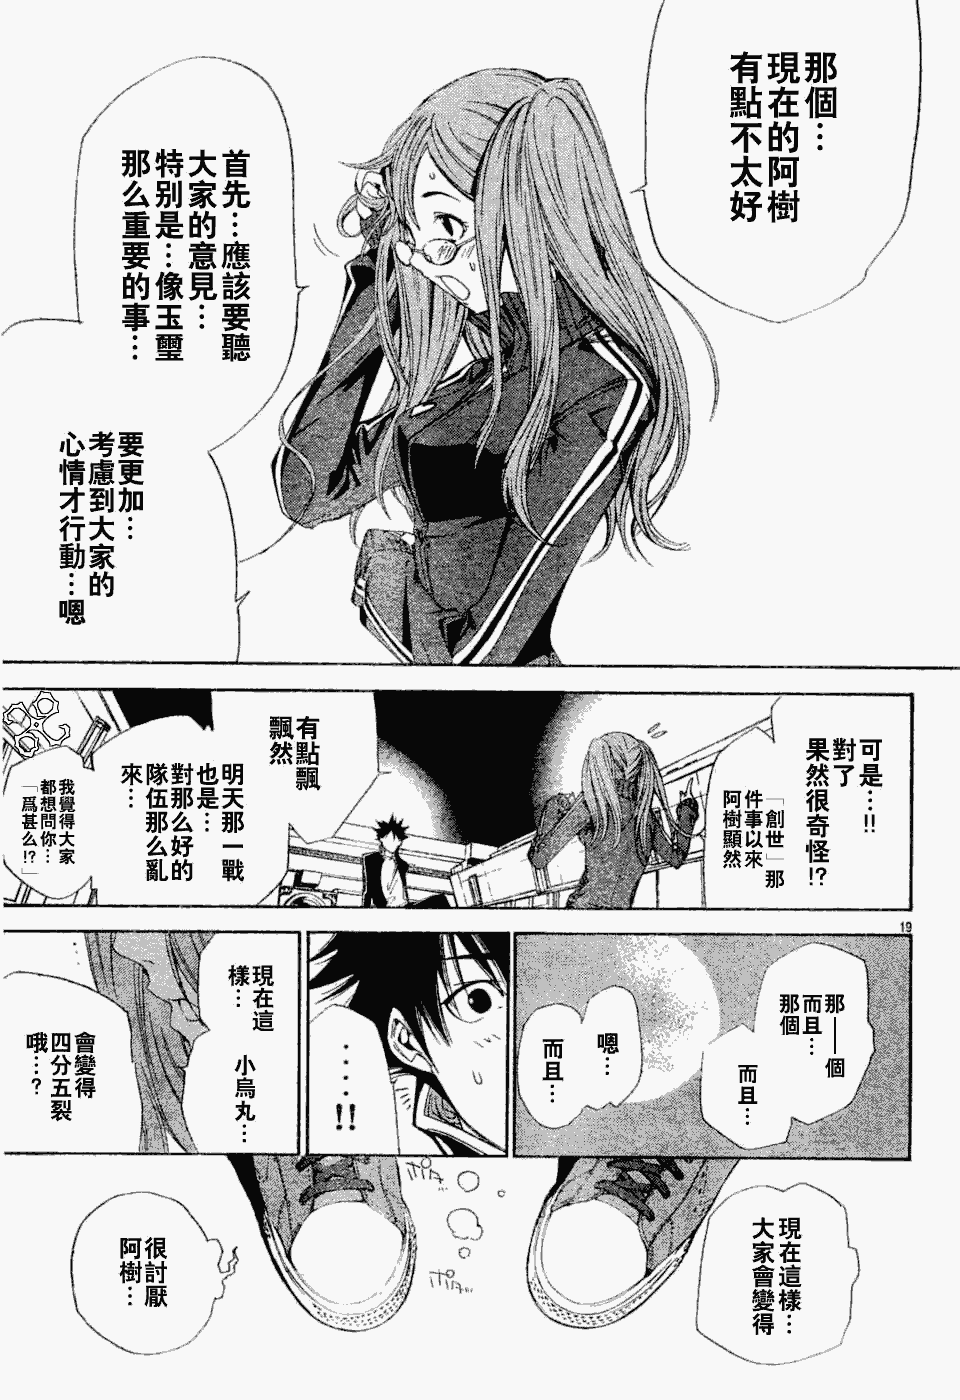 那個…
現在的阿樹
有點不太好
首先…應該要聽
大家的意見…
特別是…像玉璽
那么重要的事…
要更加…
考慮到大家的
心情才行動…嗯
可是…!!
對了
果然很奇怪!?
「創世」那
件事以來
阿樹顯然
有點飄
飄然
明天那一戰
也是…
對那么好的
隊伍那么亂
來…
我覺得大家
都想問你…
「爲甚么!?」
19
那——個
而且…
那個
而且…
嗯…
而且…
……!!
現在這
樣…
小烏丸…
會變得
四分五裂
哦…?
現在這樣…
大家會變得
ポロ…
ポロ…
很討厭
阿樹…